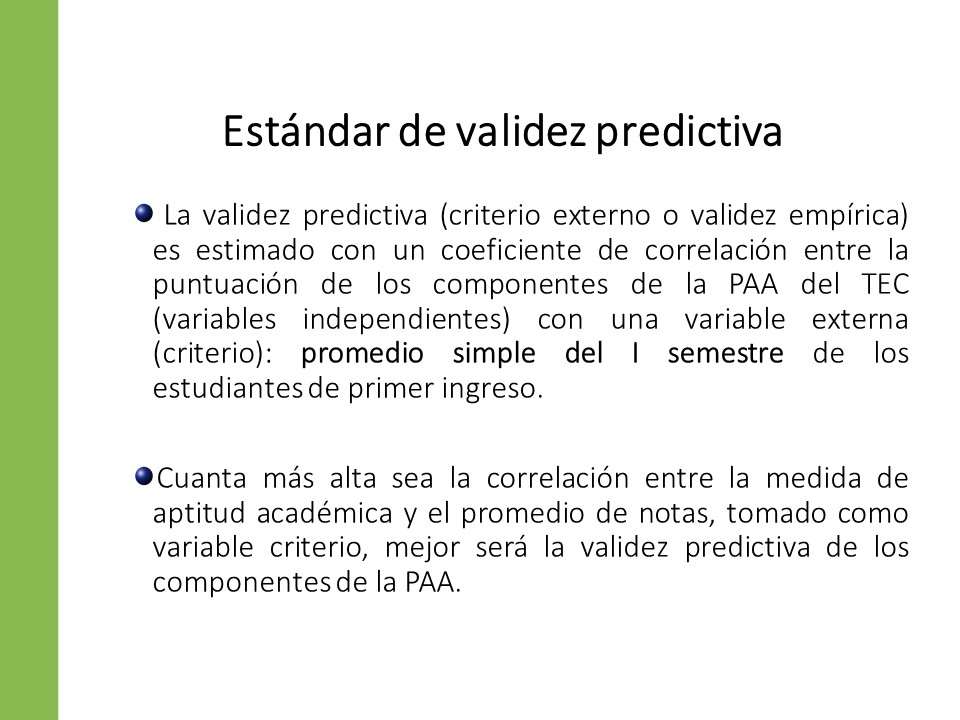 Estándar de validez predictiva
La validez predictiva (criterio externo o validez empírica)
es estimado con un coeficiente de correlación entre la
puntuación de los componentes de la PAA del TEC
(variables independientes) con una variable externa
(criterio): promedio simple del I semestre de los
estudiantes de primer ingreso.
Cuanta más alta sea la correlación entre la medida de
aptitud académica y el promedio de notas, tomado como
variable criterio, mejor será la validez predictiva de los
componentes de la PAA.